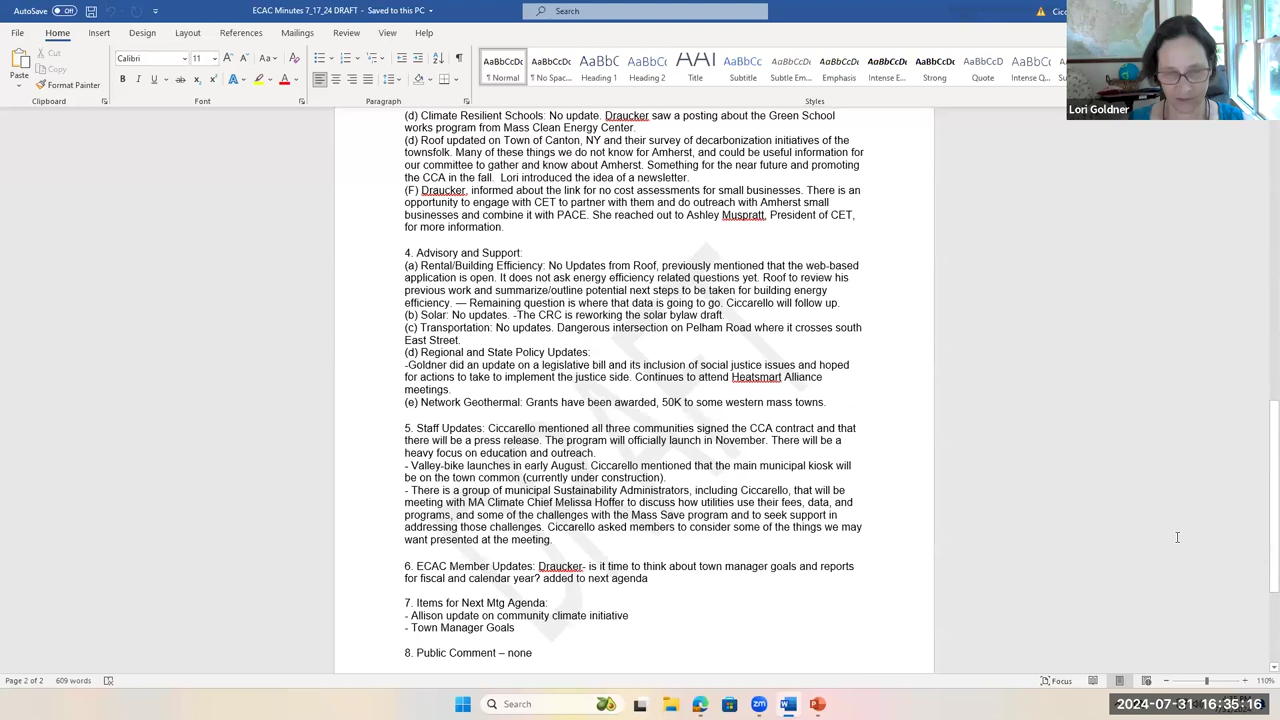 AutoSave Off ECAC Minutes 7_17_24 DRAFT - Saved to this PC Search
File Home Insert Design Layout References Mailings Review View Help
Paste Cut Copy Format Painter Clipboard
Calibri 11 Font
Paragraph
AaBbCcDc ¶ Normal AaBbCcDc ¶ No Spac... AaBbCc Heading 1 AaBbCc Heading 2 AaI Title AaBbCc Subtitle AaBbCcDc Subtle Em... AaBbCcDc Emphasis AaBbCcDc Intense E... AaBbCcDc Strong AaBbCcD Quote Intense Q...
Styles
Lori Goldner
(d) Climate Resilient Schools: No update. Draucker saw a posting about the Green School
works program from Mass Clean Energy Center.
(d) Roof updated on Town of Canton, NY and their survey of decarbonization initiatives of the
townsfolk. Many of these things we do not know for Amherst, and could be useful information for
our committee to gather and know about Amherst. Something for the near future and promoting
the CCA in the fall. Lori introduced the idea of a newsletter.
(F) Draucker, informed about the link for no cost assessments for small businesses. There is an
opportunity to engage with CET to partner with them and do outreach with Amherst small
businesses and combine it with PACE. She reached out to Ashley Muspratt, President of CET,
for more information.
4. Advisory and Support:
(a) Rental/Building Efficiency: No Updates from Roof, previously mentioned that the web-based
application is open. It does not ask energy efficiency related questions yet. Roof to review his
previous work and summarize/outline potential next steps to be taken for building energy
efficiency. — Remaining question is where that data is going to go. Ciccarello will follow up.
(b) Solar: No updates. -The CRC is reworking the solar bylaw draft.
(c) Transportation: No updates. Dangerous intersection on Pelham Road where it crosses south
East Street.
(d) Regional and State Policy Updates:
-Goldner did an update on a legislative bill and its inclusion of social justice issues and hoped
for actions to take to implement the justice side. Continues to attend Heatsmart Alliance
meetings.
(e) Network Geothermal: Grants have been awarded, 50K to some western mass towns.
5. Staff Updates: Ciccarello mentioned all three communities signed the CCA contract and that
there will be a press release. The program will officially launch in November. There will be a
heavy focus on education and outreach.
- Valley-bike launches in early August. Ciccarello mentioned that the main municipal kiosk will
be on the town common (currently under construction).
- There is a group of municipal Sustainability Administrators, including Ciccarello, that will be
meeting with MA Climate Chief Melissa Hoffer to discuss how utilities use their fees, data, and
programs, and some of the challenges with the Mass Save program and to seek support in
addressing those challenges. Ciccarello asked members to consider some of the things we may
want presented at the meeting.
6. ECAC Member Updates: Draucker- is it time to think about town manager goals and reports
for fiscal and calendar year? added to next agenda
7. Items for Next Mtg Agenda:
- Allison update on community climate initiative
- Town Manager Goals
8. Public Comment – none
DRAFT
Page 2 of 2 609 words Focus 110%
Search
2024-07-31 16:35:16